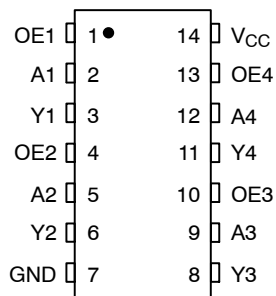 OE1 1 14 VCC
A1 2 13 OE4
Y1 3 12 A4
OE2 4 11 Y4
A2 5 10 OE3
Y2 6 9 A3
GND 7 8 Y3